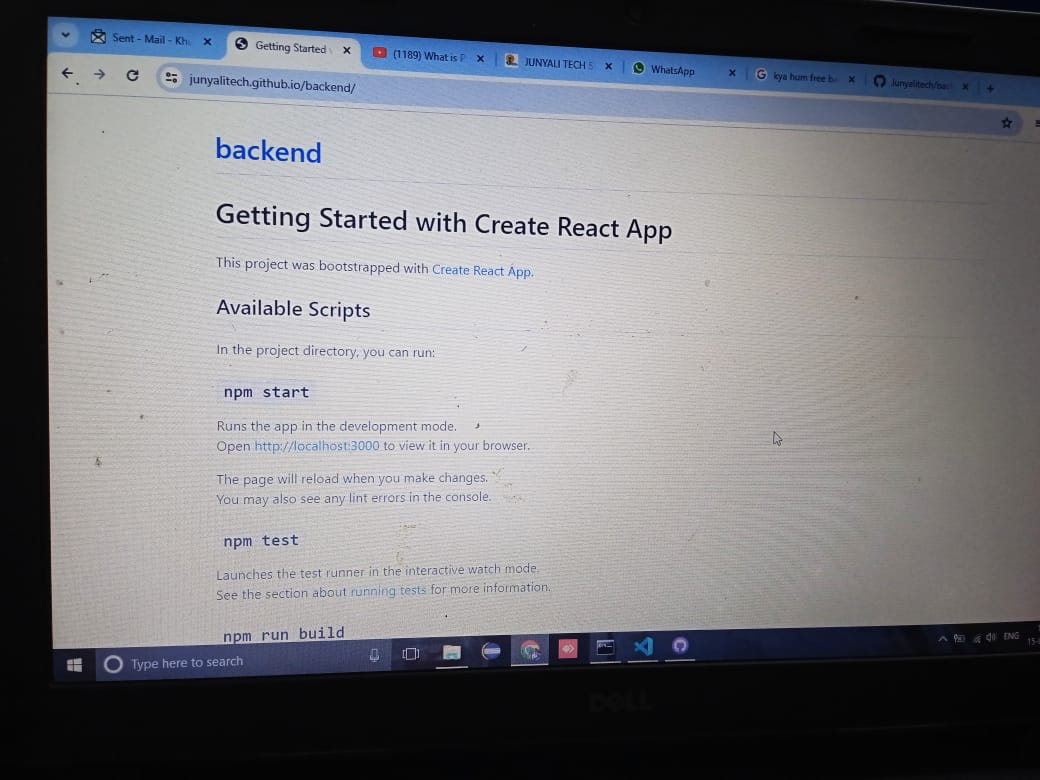 Sent - Mail - Kh
Getting Started
(1189) What is P
JUNYALI TECH S
WhatsApp
kya hum free b
Junyalitech/bac
junyalitech.github.io/backend/
backend
Getting Started with Create React App
This project was bootstrapped with Create React App.
Available Scripts
In the project directory, you can run:
npm start
Runs the app in the development mode.
Open http://localhost:3000 to view it in your browser.
The page will reload when you make changes.
You may also see any lint errors in the console.
npm test
Launches the test runner in the interactive watch mode.
See the section about running tests for more information.
npm run build
Type here to search
ENG
15-
DELL